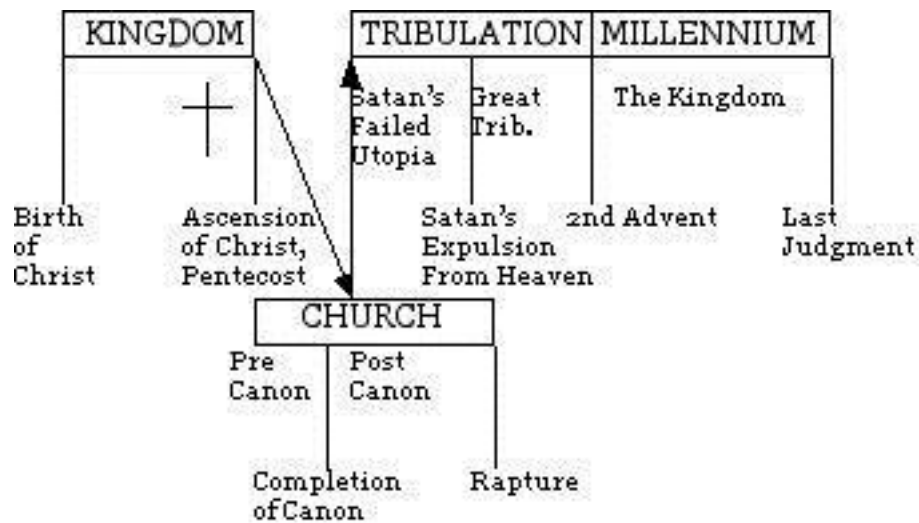 KINGDOM
TRIBULATION
MILLENNIUM
Satan's
Failed
Utopia
Great
Trib.
The Kingdom
Birth
of
Christ
Ascension
of Christ,
Pentecost
Satan's
Expulsion
From Heaven
2nd Advent
Last
Judgment
CHURCH
Pre
Canon
Post
Canon
Completion
of Canon
Rapture